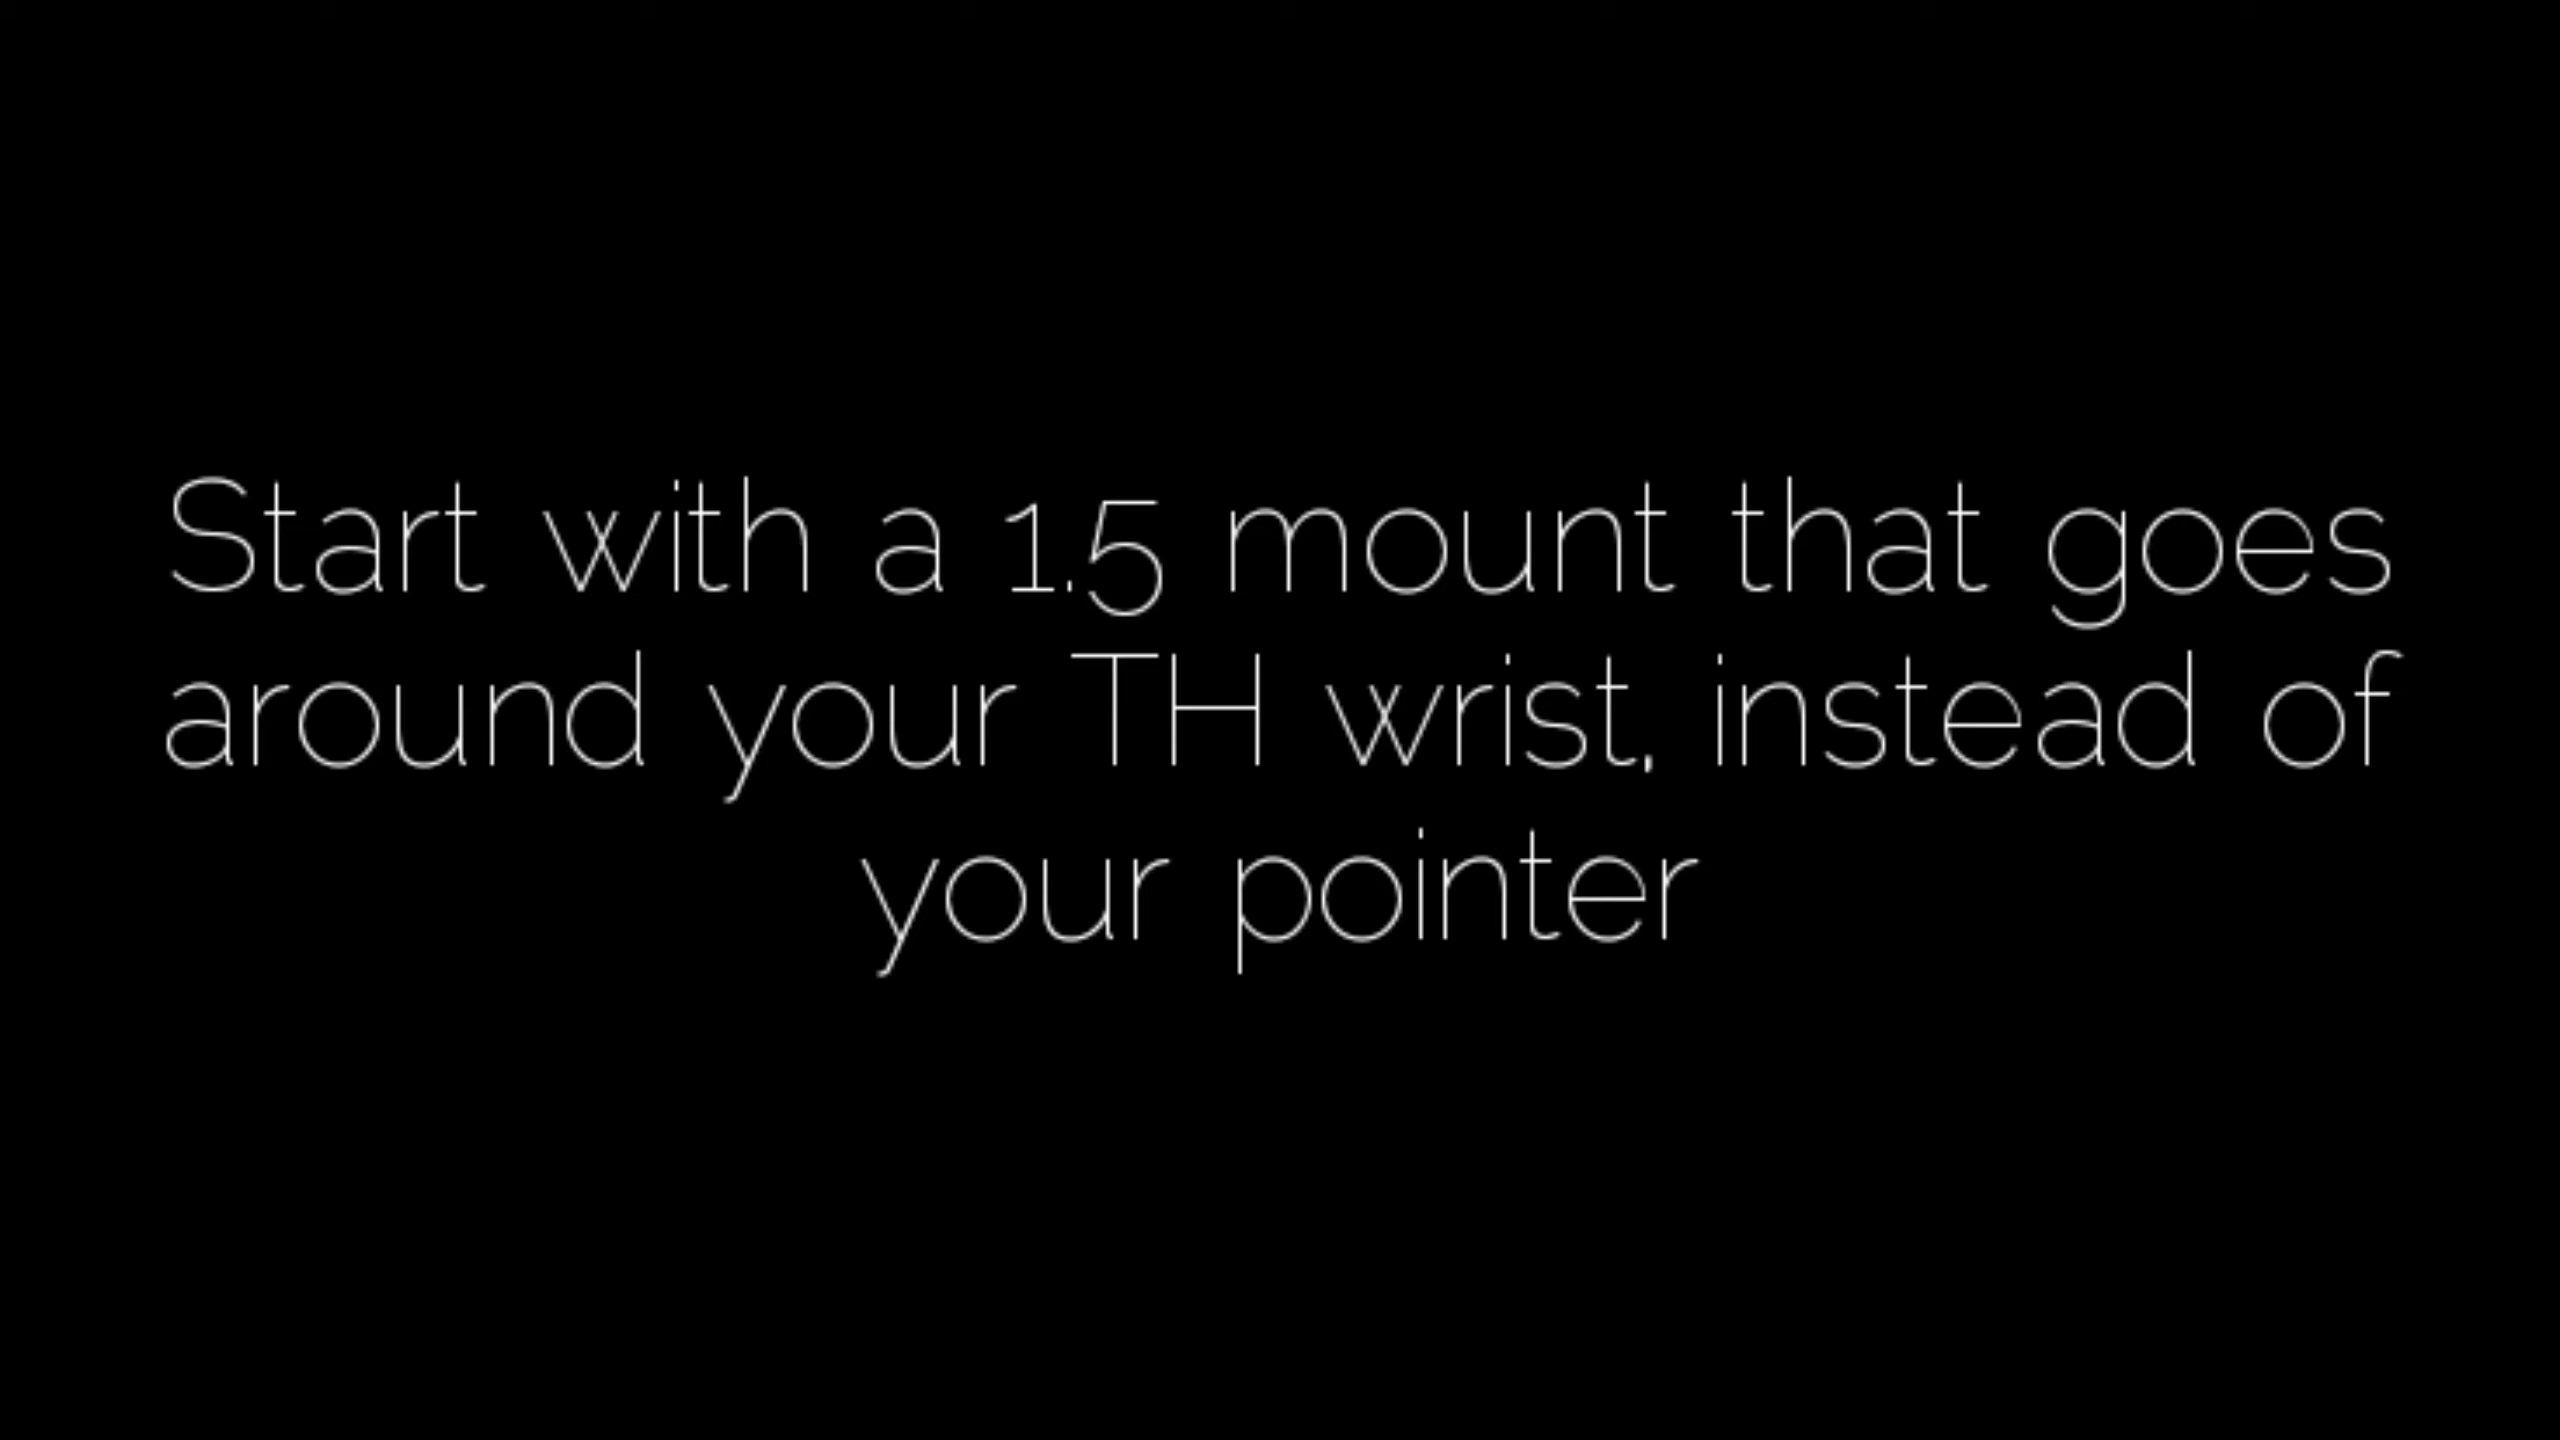 Start with a 1.5 mount that goes
around your TH wrist, instead of
your pointer